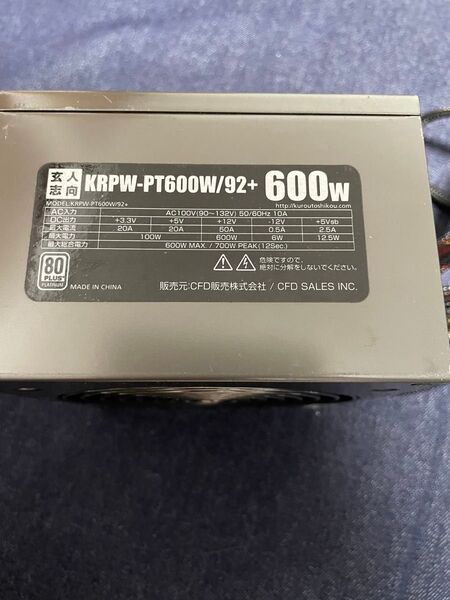 玄人志向 KRPW-PT600W/92+ 600W
MODEL:KRPW-PT600W/92+ http://kuroutoshikou.com/
AC入力 AC100V(90~132V) 50/60Hz 10A
DC出力 +3.3V +5V +12V -12V +5Vsb
最大電流 20A 20A 50A 0.5A 2.5A
最大電力 100W 600W 6W 12.5W
最大総合電力 600W MAX. / 700W PEAK(12Sec.)
危険ですので、
絶対に分解をしないでください。
80
PLUS
PLATINUM
MADE IN CHINA
販売元:CFD販売株式会社 / CFD SALES INC.